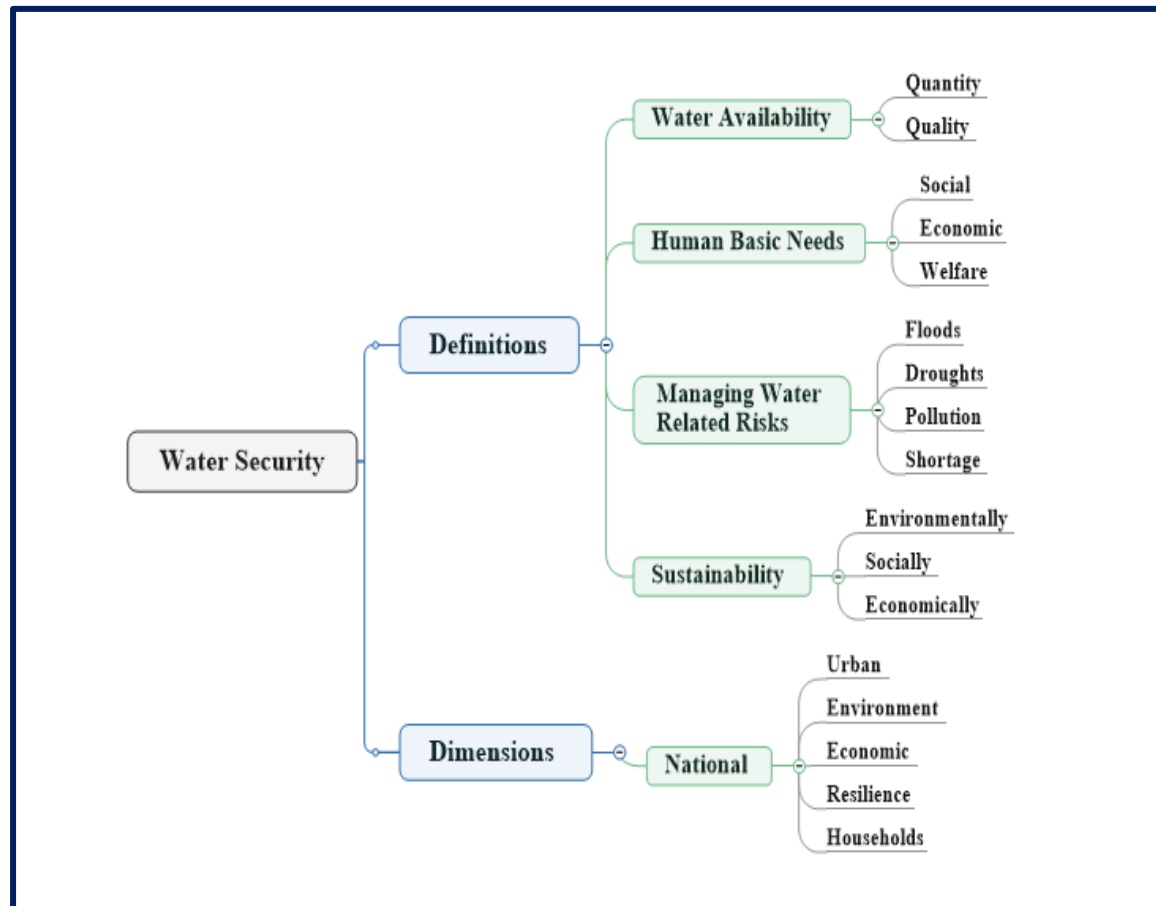 Water Security
Definitions
Water Availability
Quantity
Quality
Human Basic Needs
Social
Economic
Welfare
Managing Water
Related Risks
Floods
Droughts
Pollution
Shortage
Sustainability
Environmentally
Socially
Economically
Dimensions
National
Urban
Environment
Economic
Resilience
Households